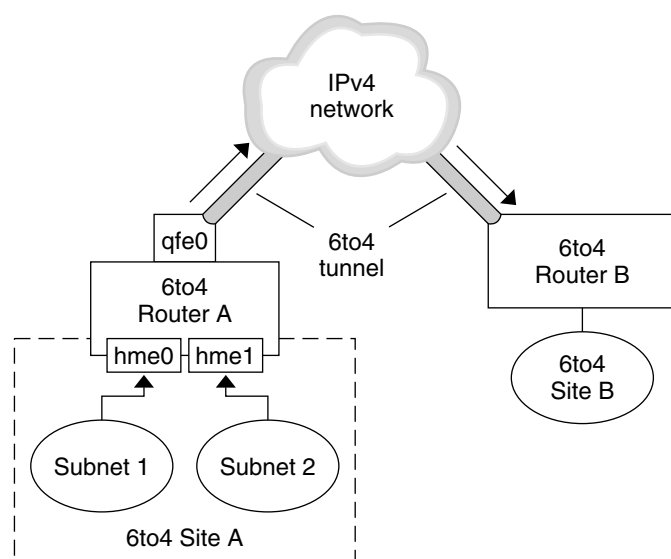 IPv4
network
qfe0
6to4
tunnel
6to4
Router A
6to4
Router B
hme0
hme1
6to4
Site B
Subnet 1
Subnet 2
6to4 Site A